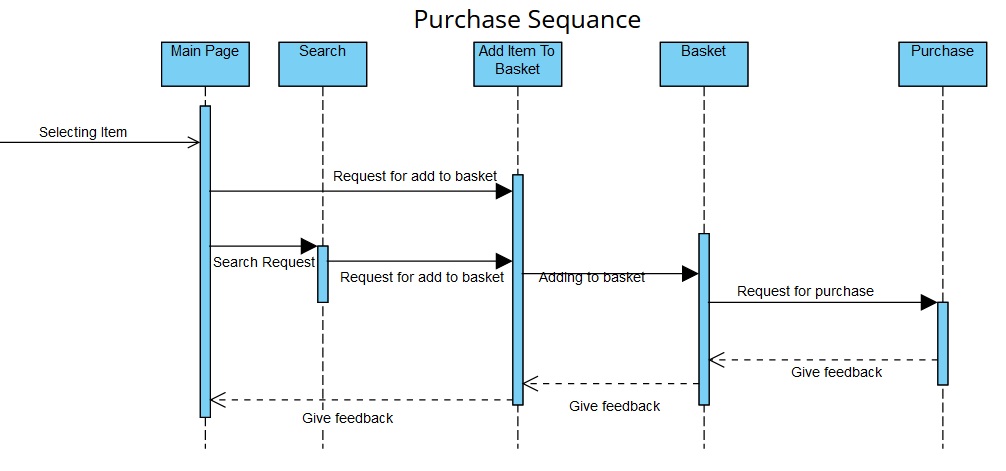 Purchase Sequance
Main Page
Search
Add Item To
Basket
Basket
Purchase
Selecting Item
Request for add to basket
Search Request
Request for add to basket
Adding to basket
Request for purchase
Give feedback
Give feedback
Give feedback